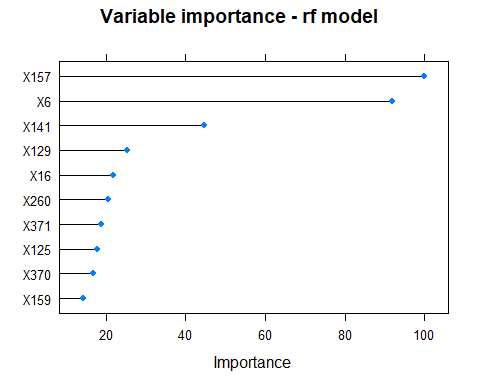 Variable importance - rf model
X157
X6
X141
X129
X16
X260
X371
X125
X370
X159
20 40 60 80 100
Importance